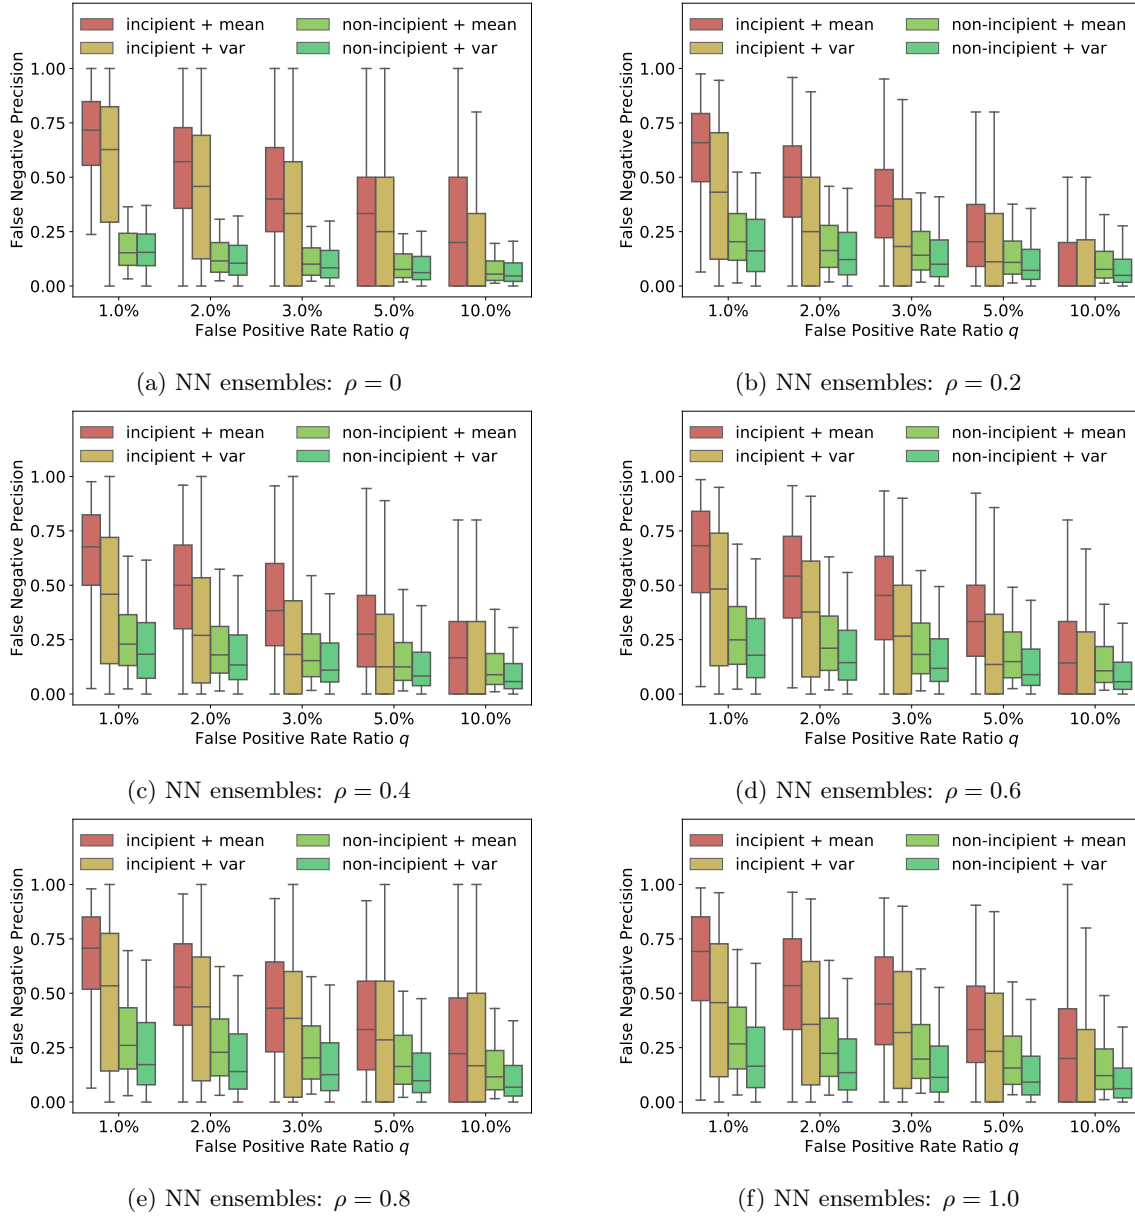 incipient + mean non-incipient + mean
incipient + var non-incipient + var
1.00
0.75
0.50
0.25
0.00
False Negative Precision
1.0% 2.0% 3.0% 5.0% 10.0%
False Positive Rate Ratio q
(a) NN ensembles: ρ = 0
incipient + mean non-incipient + mean
incipient + var non-incipient + var
1.00
0.75
0.50
0.25
0.00
False Negative Precision
1.0% 2.0% 3.0% 5.0% 10.0%
False Positive Rate Ratio q
(b) NN ensembles: ρ = 0.2
incipient + mean non-incipient + mean
incipient + var non-incipient + var
1.00
0.75
0.50
0.25
0.00
False Negative Precision
1.0% 2.0% 3.0% 5.0% 10.0%
False Positive Rate Ratio q
(c) NN ensembles: ρ = 0.4
incipient + mean non-incipient + mean
incipient + var non-incipient + var
1.00
0.75
0.50
0.25
0.00
False Negative Precision
1.0% 2.0% 3.0% 5.0% 10.0%
False Positive Rate Ratio q
(d) NN ensembles: ρ = 0.6
incipient + mean non-incipient + mean
incipient + var non-incipient + var
1.00
0.75
0.50
0.25
0.00
False Negative Precision
1.0% 2.0% 3.0% 5.0% 10.0%
False Positive Rate Ratio q
(e) NN ensembles: ρ = 0.8
incipient + mean non-incipient + mean
incipient + var non-incipient + var
1.00
0.75
0.50
0.25
0.00
False Negative Precision
1.0% 2.0% 3.0% 5.0% 10.0%
False Positive Rate Ratio q
(f) NN ensembles: ρ = 1.0